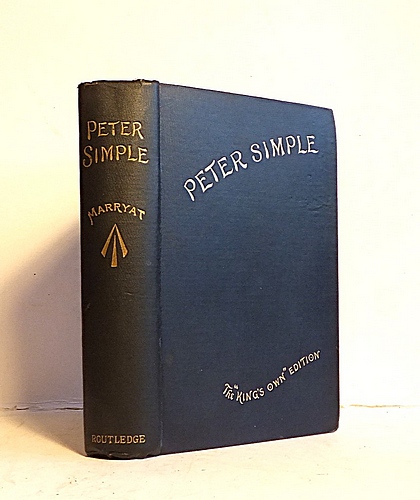 PETER
SIMPLE
MARRYAT
ROUTLEDGE
PETER SIMPLE
The "KING'S OWN" EDITION